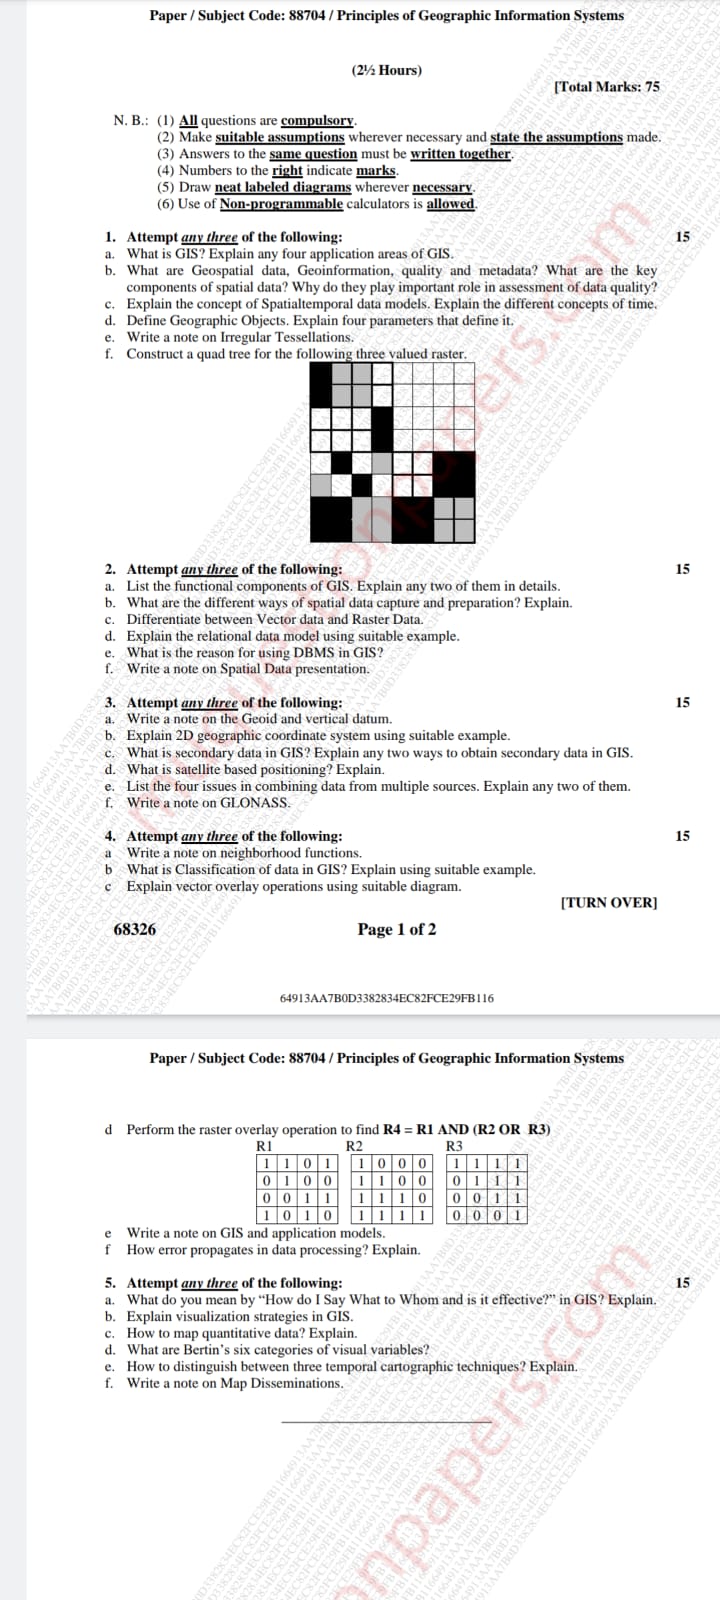 Paper / Subject Code: 88704 / Principles of Geographic Information Systems
(2½ Hours)
[Total Marks: 75
N. B.: (1) All questions are compulsory.
(2) Make suitable assumptions wherever necessary and state the assumptions made.
(3) Answers to the same question must be written together.
(4) Numbers to the right indicate marks.
(5) Draw neat labeled diagrams wherever necessary.
(6) Use of Non-programmable calculators is allowed.
1. Attempt any three of the following: 15
a. What is GIS? Explain any four application areas of GIS.
b. What are Geospatial data, Geoinformation, quality and metadata? What are the key
components of spatial data? Why do they play important role in assessment of data quality?
c. Explain the concept of Spatialtemporal data models. Explain the different concepts of time.
d. Define Geographic Objects. Explain four parameters that define it.
e. Write a note on Irregular Tessellations.
f. Construct a quad tree for the following three valued raster.
2. Attempt any three of the following: 15
a. List the functional components of GIS. Explain any two of them in details.
b. What are the different ways of spatial data capture and preparation? Explain.
c. Differentiate between Vector data and Raster Data.
d. Explain the relational data model using suitable example.
e. What is the reason for using DBMS in GIS?
f. Write a note on Spatial Data presentation.
3. Attempt any three of the following: 15
a. Write a note on the Geoid and vertical datum.
b. Explain 2D geographic coordinate system using suitable example.
c. What is secondary data in GIS? Explain any two ways to obtain secondary data in GIS.
d. What is satellite based positioning? Explain.
e. List the four issues in combining data from multiple sources. Explain any two of them.
f. Write a note on GLONASS.
4. Attempt any three of the following: 15
a Write a note on neighborhood functions.
b What is Classification of data in GIS? Explain using suitable example.
c Explain vector overlay operations using suitable diagram.
[TURN OVER]
68326 Page 1 of 2
64913AA7B0D3382834EC82FCE29FB116
Paper / Subject Code: 88704 / Principles of Geographic Information Systems
d Perform the raster overlay operation to find R4 = R1 AND (R2 OR R3)
R1 R2 R3
1 1 0 1 1 0 0 0 1 1 1 1
0 1 0 0 1 1 0 0 0 1 1 1
0 0 1 1 1 1 1 0 0 0 1 1
1 0 1 0 1 1 1 1 0 0 0 1
e Write a note on GIS and application models.
f How error propagates in data processing? Explain.
5. Attempt any three of the following: 15
a. What do you mean by “How do I Say What to Whom and is it effective?” in GIS? Explain.
b. Explain visualization strategies in GIS.
c. How to map quantitative data? Explain.
d. What are Bertin’s six categories of visual variables?
e. How to distinguish between three temporal cartographic techniques? Explain.
f. Write a note on Map Disseminations.